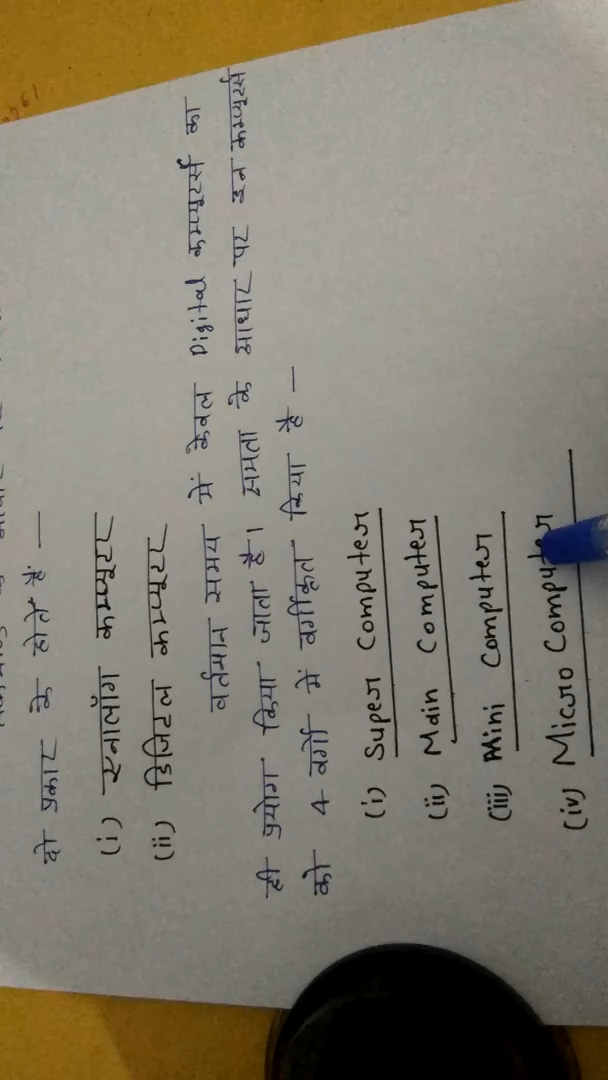 दो प्रकार के होते हैं —
(i) एनालॉग कम्प्यूटर
(ii) डिजिटल कम्प्यूटर
वर्तमान समय में केवल Digital कम्प्यूटर्स का
ही प्रयोग किया जाता है। क्षमता के आधार पर इन कम्प्यूटर्स
को 4 वर्गों में वर्गीकृत किया है —
(i) Super Computer
(ii) Main Computer
(iii) Mini Computer
(iv) Micro Computer